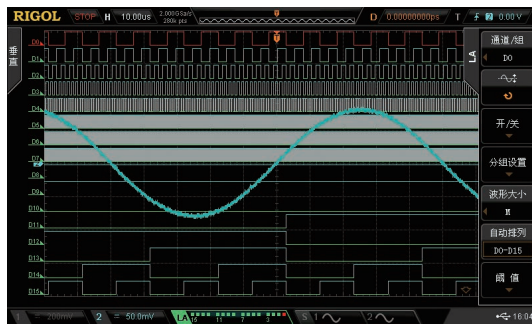 RIGOL STOP H 10.00us 2.000GSa/s 280k pts D 0.00000000ps T 0.00V
垂直
LA
D0
D1
D2
D3
D4
D5
D6
D7
D8
D9
D10
D11
D12
D13
D14
D15
通道/组
D0
开/关
分组设置
波形大小
M
自动排列
D0-D15
阈 值
1 = 200mV 2 = 50.0mV LA 15 11 7 3 S 1 2